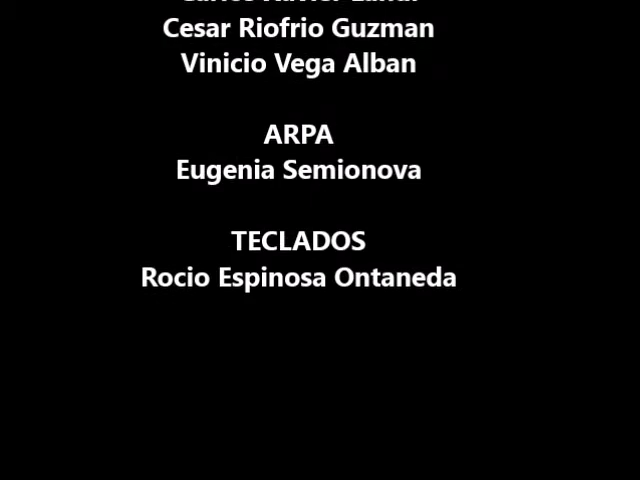 Cesar Riofrio Guzman
Vinicio Vega Alban
ARPA
Eugenia Semionova
TECLADOS
Rocio Espinosa Ontaneda